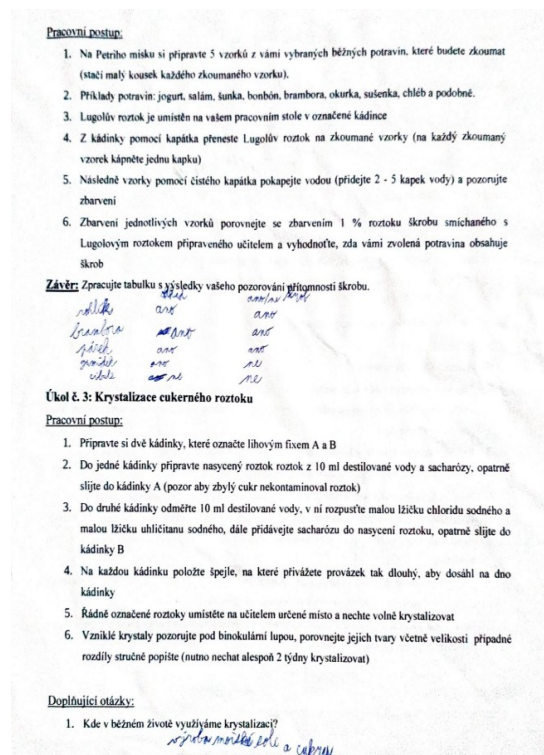 Pracovní postup:
1. Na Petriho misku si připravte 5 vzorků z vámi vybraných běžných potravin, které budete zkoumat
(stačí malý kousek každého zkoumaného vzorku).
2. Příklady potravin: jogurt, salám, šunka, bonbón, brambora, okurka, sušenka, chléb a podobně.
3. Lugolův roztok je umístěn na vašem pracovním stole v označené kádince
4. Z kádinky pomocí kapátka přeneste Lugolův roztok na zkoumané vzorky (na každý zkoumaný
vzorek kápněte jednu kapku)
5. Následně vzorky pomocí čistého kapátka pokapejte vodou (přidejte 2 - 5 kapek vody) a pozorujte
zbarvení
6. Zbarvení jednotlivých vzorků porovnejte se zbarvením 1 % roztoku škrobu smíchaného s
Lugolovým roztokem připraveného učitelem a vyhodnoťte, zda vámi zvolená potravina obsahuje
škrob
Závěr: Zpracujte tabulku s výsledky vašeho pozorování přítomnosti škrobu.
ano/ne škrob
rohlík ano ano
brambora ano ano
párek ano ano
ano ne
cibule ne ne
Úkol č. 3: Krystalizace cukerného roztoku
Pracovní postup:
1. Připravte si dvě kádinky, které označte lihovým fixem A a B
2. Do jedné kádinky připravte nasycený roztok roztok z 10 ml destilované vody a sacharózy, opatrně
slijte do kádinky A (pozor aby zbylý cukr nekontaminoval roztok)
3. Do druhé kádinky odměřte 10 ml destilované vody, v ní rozpusťte malou lžičku chloridu sodného a
malou lžičku uhličitanu sodného, dále přidávejte sacharózu do nasycení roztoku, opatrně slijte do
kádinky B
4. Na každou kádinku položte špejle, na které přivážete provázek tak dlouhý, aby dosáhl na dno
kádinky
5. Řádně označené roztoky umístěte na učitelem určené místo a nechte volně krystalizovat
6. Vzniklé krystaly pozorujte pod binokulární lupou, porovnejte jejich tvary včetně velikosti případné
rozdíly stručně popište (nutno nechat alespoň 2 týdny krystalizovat)
Doplňující otázky:
1. Kde v běžném životě využíváme krystalizaci?
výroba mořské soli a cukru